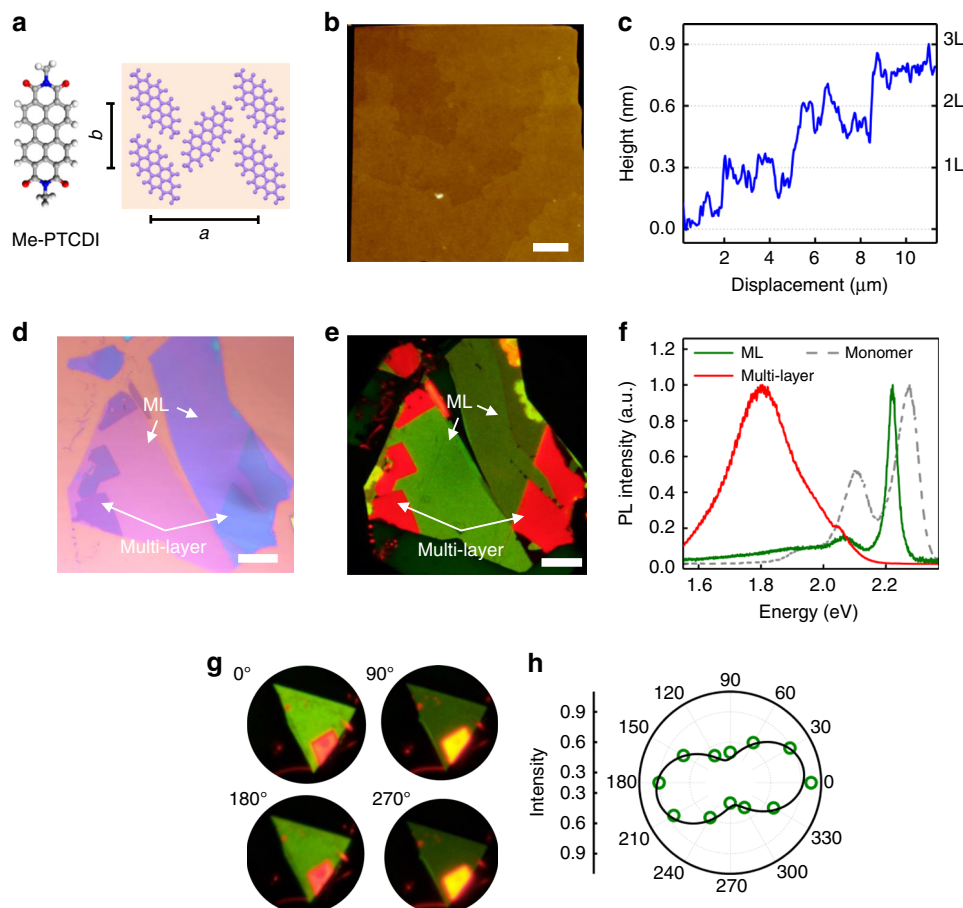 a
b
a
Me-PTCDI
b
c
0.9
0.6
0.3
0.0
3L
2L
1L
Height (nm)
2 4 6 8 10
Displacement (μm)
d
ML
Multi-layer
e
ML
Multi-layer
f
1.2
1.0
0.8
0.6
0.4
0.2
0.0
PL intensity (a.u.)
ML
Monomer
Multi-layer
1.6 1.8 2.0 2.2
Energy (eV)
g
0°
90°
180°
270°
h
0.9
0.6
0.3
0.3
0.6
0.9
Intensity
90
120 60
150 30
180 0
210 330
240 300
270